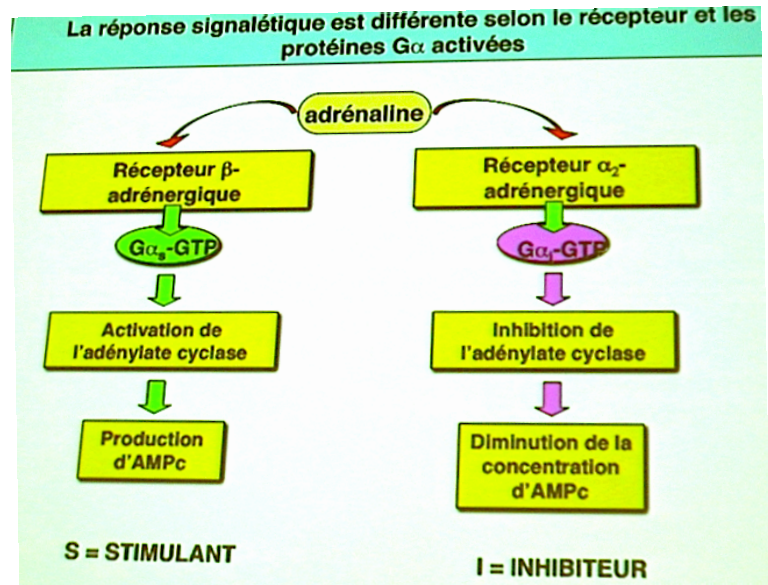 La réponse signalétique est différente selon le récepteur et les
protéines Gα activées
adrénaline
Récepteur β-
adrénergique
Récepteur α2-
adrénergique
Gαs-GTP
Gαi-GTP
Activation de
l'adénylate cyclase
Inhibition de
l'adénylate cyclase
Production
d'AMPc
Diminution de la
concentration
d'AMPc
S = STIMULANT
I = INHIBITEUR